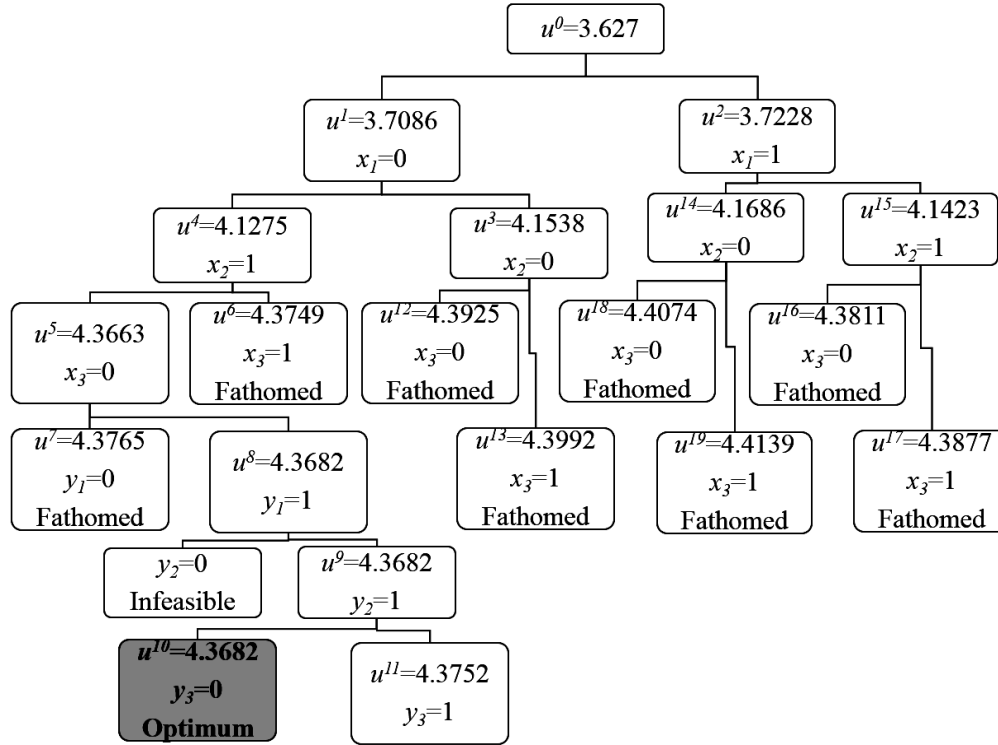 u⁰=3.627
u¹=3.7086
x₁=0
u²=3.7228
x₁=1
u⁴=4.1275
x₂=1
u³=4.1538
x₂=0
u¹⁴=4.1686
x₂=0
u¹⁵=4.1423
x₂=1
u⁵=4.3663
x₃=0
u⁶=4.3749
x₃=1
Fathomed
u¹²=4.3925
x₃=0
Fathomed
u¹⁸=4.4074
x₃=0
Fathomed
u¹⁶=4.3811
x₃=0
Fathomed
u⁷=4.3765
y₁=0
Fathomed
u⁸=4.3682
y₁=1
u¹³=4.3992
x₃=1
Fathomed
u¹⁹=4.4139
x₃=1
Fathomed
u¹⁷=4.3877
x₃=1
Fathomed
y₂=0
Infeasible
u⁹=4.3682
y₂=1
u¹⁰=4.3682
y₃=0
Optimum
u¹¹=4.3752
y₃=1